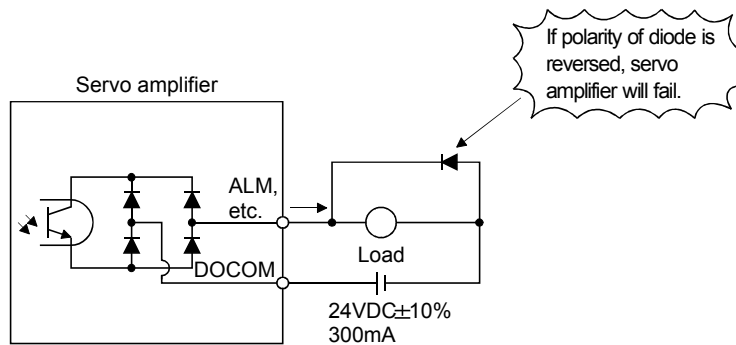 If polarity of diode is
reversed, servo
amplifier will fail.
Servo amplifier
ALM,
etc.
Load
DOCOM
24VDC±10%
300mA